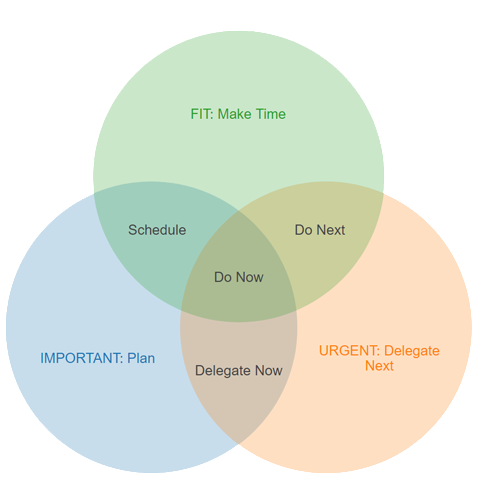 FIT: Make Time
Schedule
Do Next
Do Now
IMPORTANT: Plan
URGENT: Delegate
Next
Delegate Now